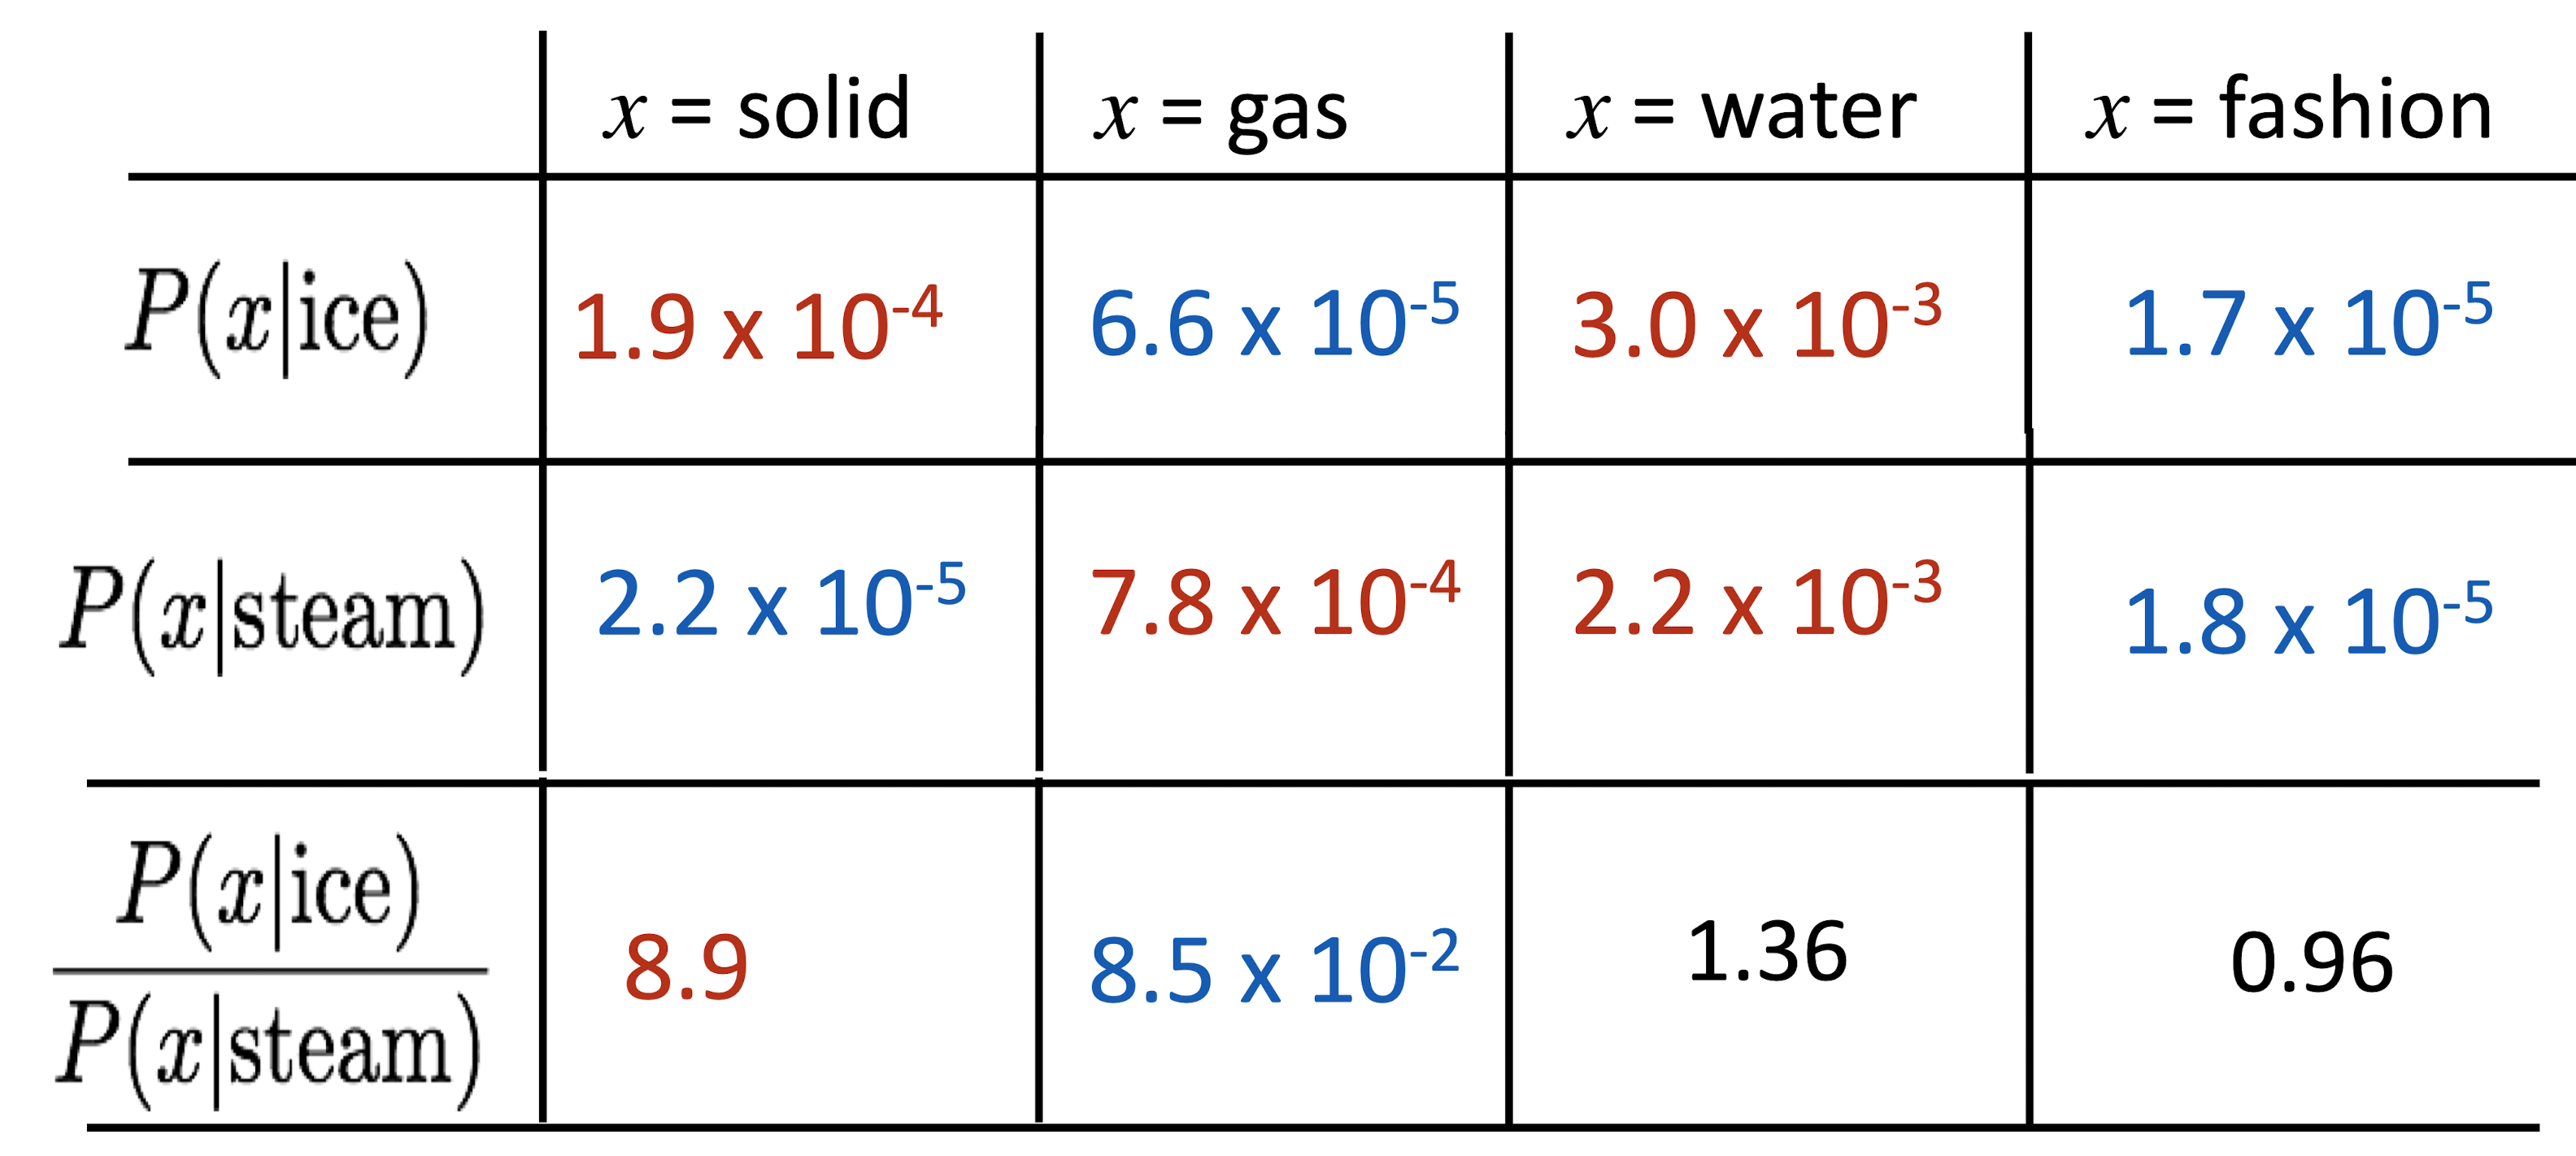 x = solid x = gas x = water x = fashion
P(x|ice) 1.9 x 10⁻⁴ 6.6 x 10⁻⁵ 3.0 x 10⁻³ 1.7 x 10⁻⁵
P(x|steam) 2.2 x 10⁻⁵ 7.8 x 10⁻⁴ 2.2 x 10⁻³ 1.8 x 10⁻⁵
P(x|ice)
P(x|steam)
8.9 8.5 x 10⁻² 1.36 0.96